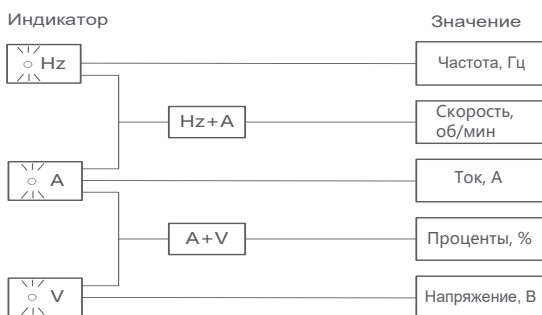 Индикатор
Значение
Hz
Частота, Гц
Hz+A
Скорость,
об/мин
A
Ток, А
A+V
Проценты, %
V
Напряжение, В